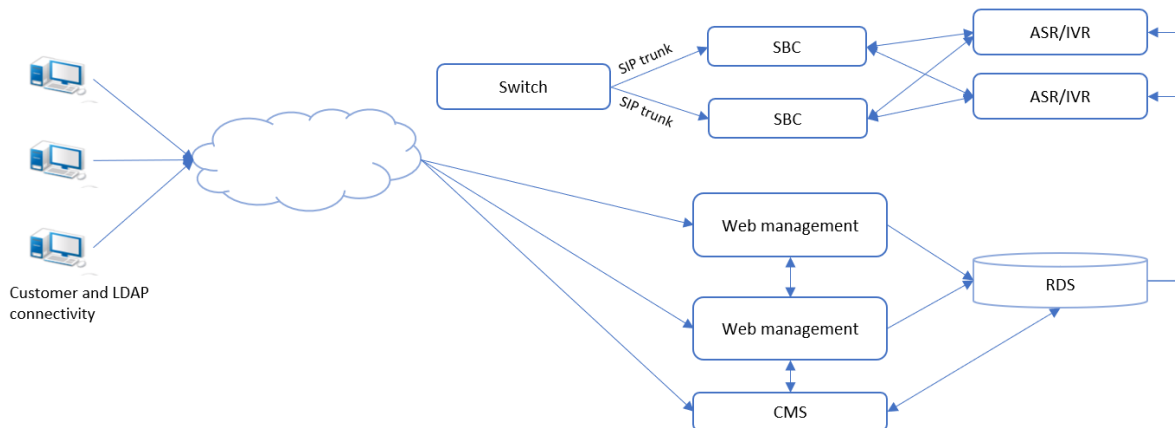 SBC
ASR/IVR
SIP trunk
Switch
ASR/IVR
SIP trunk
SBC
Web management
RDS
Customer and LDAP
connectivity
Web management
CMS